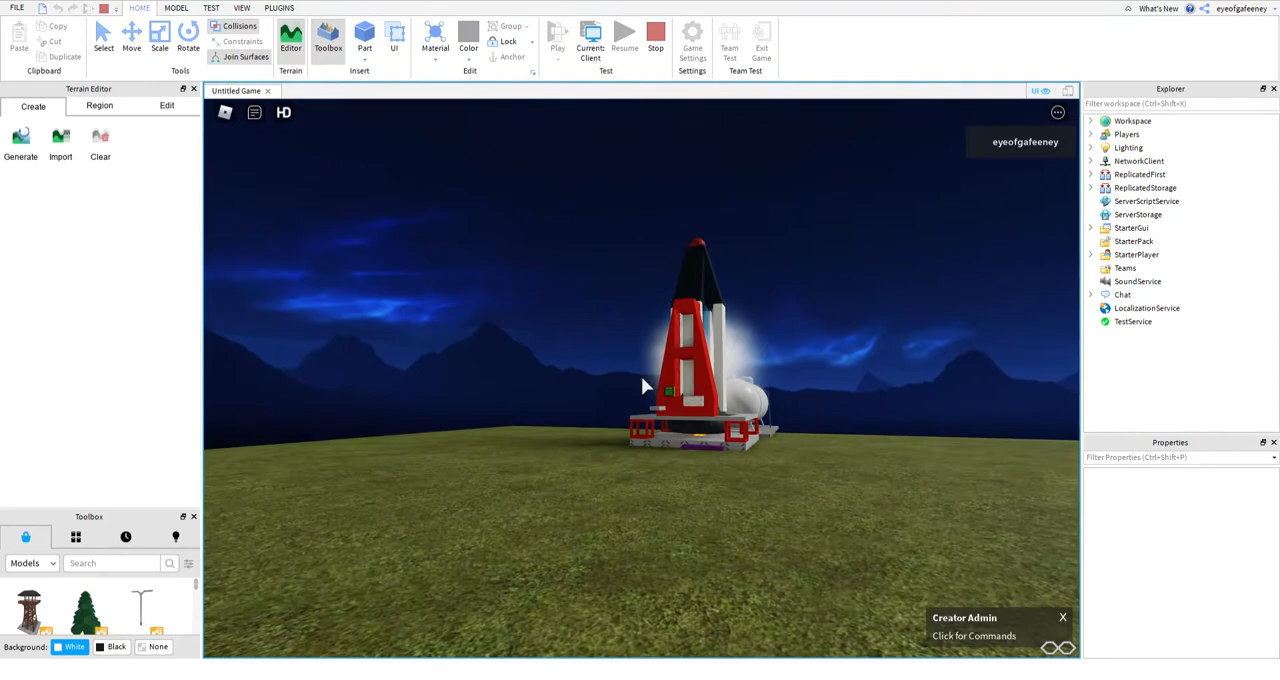 FILE HOME MODEL TEST VIEW PLUGINS What's New eyeofgafeeney
Paste Copy Cut Duplicate Clipboard
Select Move Scale Rotate Collisions Constraints Join Surfaces Tools
Editor Terrain
Toolbox Part UI Insert
Material Color Group Lock Anchor Edit
Play Current: Client Resume Stop Test
Game Settings Settings
Team Test Exit Game Team Test
Terrain Editor
Create Region Edit
Generate Import Clear
Toolbox
Models Search
Background: White Black None
Untitled Game UI
HD
eyeofgafeeney
Creator Admin X
Click for Commands
Explorer
Filter workspace (Ctrl+Shift+X)
Workspace
Players
Lighting
NetworkClient
ReplicatedFirst
ReplicatedStorage
ServerScriptService
ServerStorage
StarterGui
StarterPack
StarterPlayer
Teams
SoundService
Chat
LocalizationService
TestService
Properties
Filter Properties (Ctrl+Shift+P)